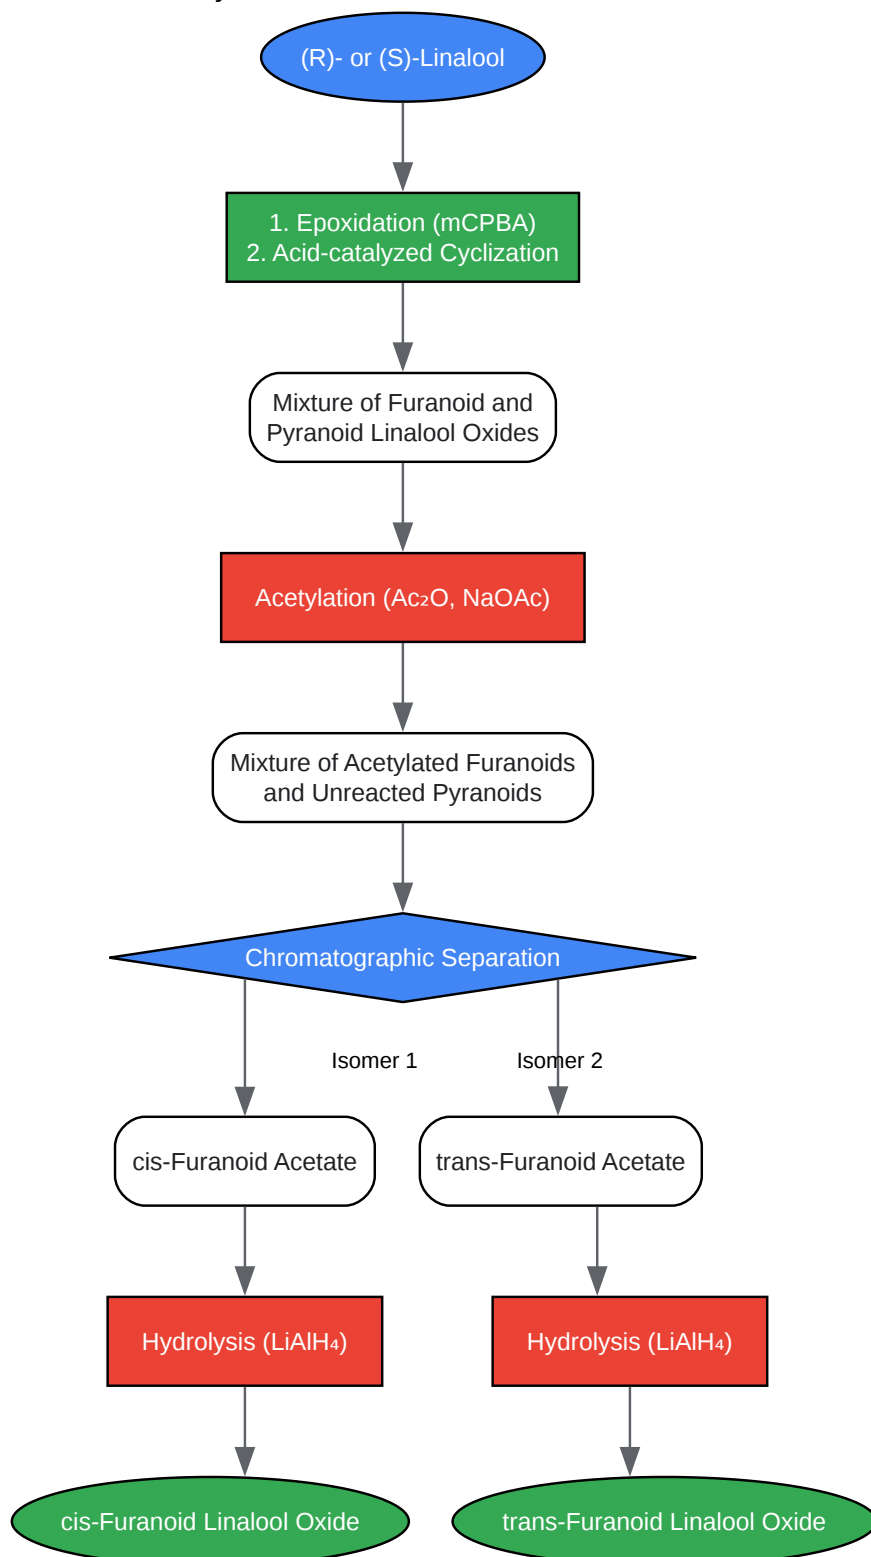 (R)- or (S)-Linalool
1. Epoxidation (mCPBA)
2. Acid-catalyzed Cyclization
Mixture of Furanoid and
Pyranoid Linalool Oxides
Acetylation (Ac₂O, NaOAc)
Mixture of Acetylated Furanoids
and Unreacted Pyranoids
Chromatographic Separation
Isomer 1
Isomer 2
cis-Furanoid Acetate
trans-Furanoid Acetate
Hydrolysis (LiAlH₄)
Hydrolysis (LiAlH₄)
cis-Furanoid Linalool Oxide
trans-Furanoid Linalool Oxide